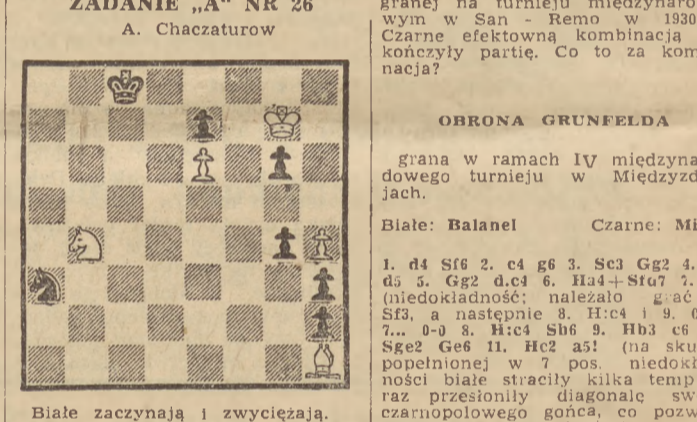 ZADANIE „A" NR 26
A. Chaczaturow
Białe zaczynają i zwyciężają.
granej na turnieju międzynaro
wym w San - Remo w 1930
Czarne efektowną kombinacją
kończyły partię. Co to za kom
nacja?
OBRONA GRUNFELDA
grana w ramach IV międzyna
dowego turnieju w Międzyzd
jach.
Białe: Balanel Czarne: Mi
1. d4 Sf6 2. c4 g6 3. Sc3 Gg2 4.
d5 5. Gg2 d.c4 6. Ha4+Sfd7 7.
(niedokładność; należało grać
Sf3, a następnie 8. H:c4 i 9. 0
7... 0-0 8. H:c4 Sb6 9. Hb3 c6
Sge2 Ge6 11. Hc2 a5! (na sku
popełnionej w 7 pos. niedokł
ności białe straciły kilka temp
raz przesłoniły diagonalę sw
czarnopolowego gońca, co pozw